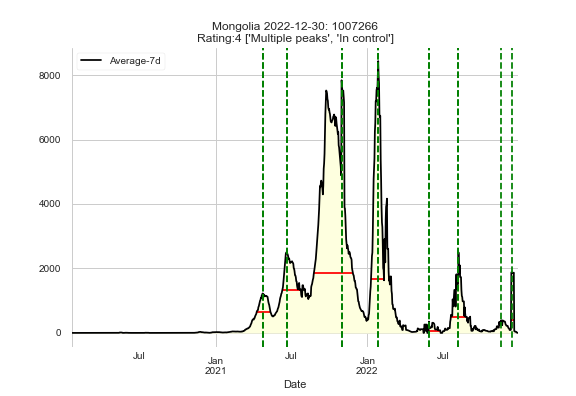 Mongolia 2022-12-30: 1007266
Rating:4 ['Multiple peaks', 'In control']
Average-7d
8000
6000
4000
2000
0
Jul
Jan
2021
Jul
Jan
2022
Jul
Date